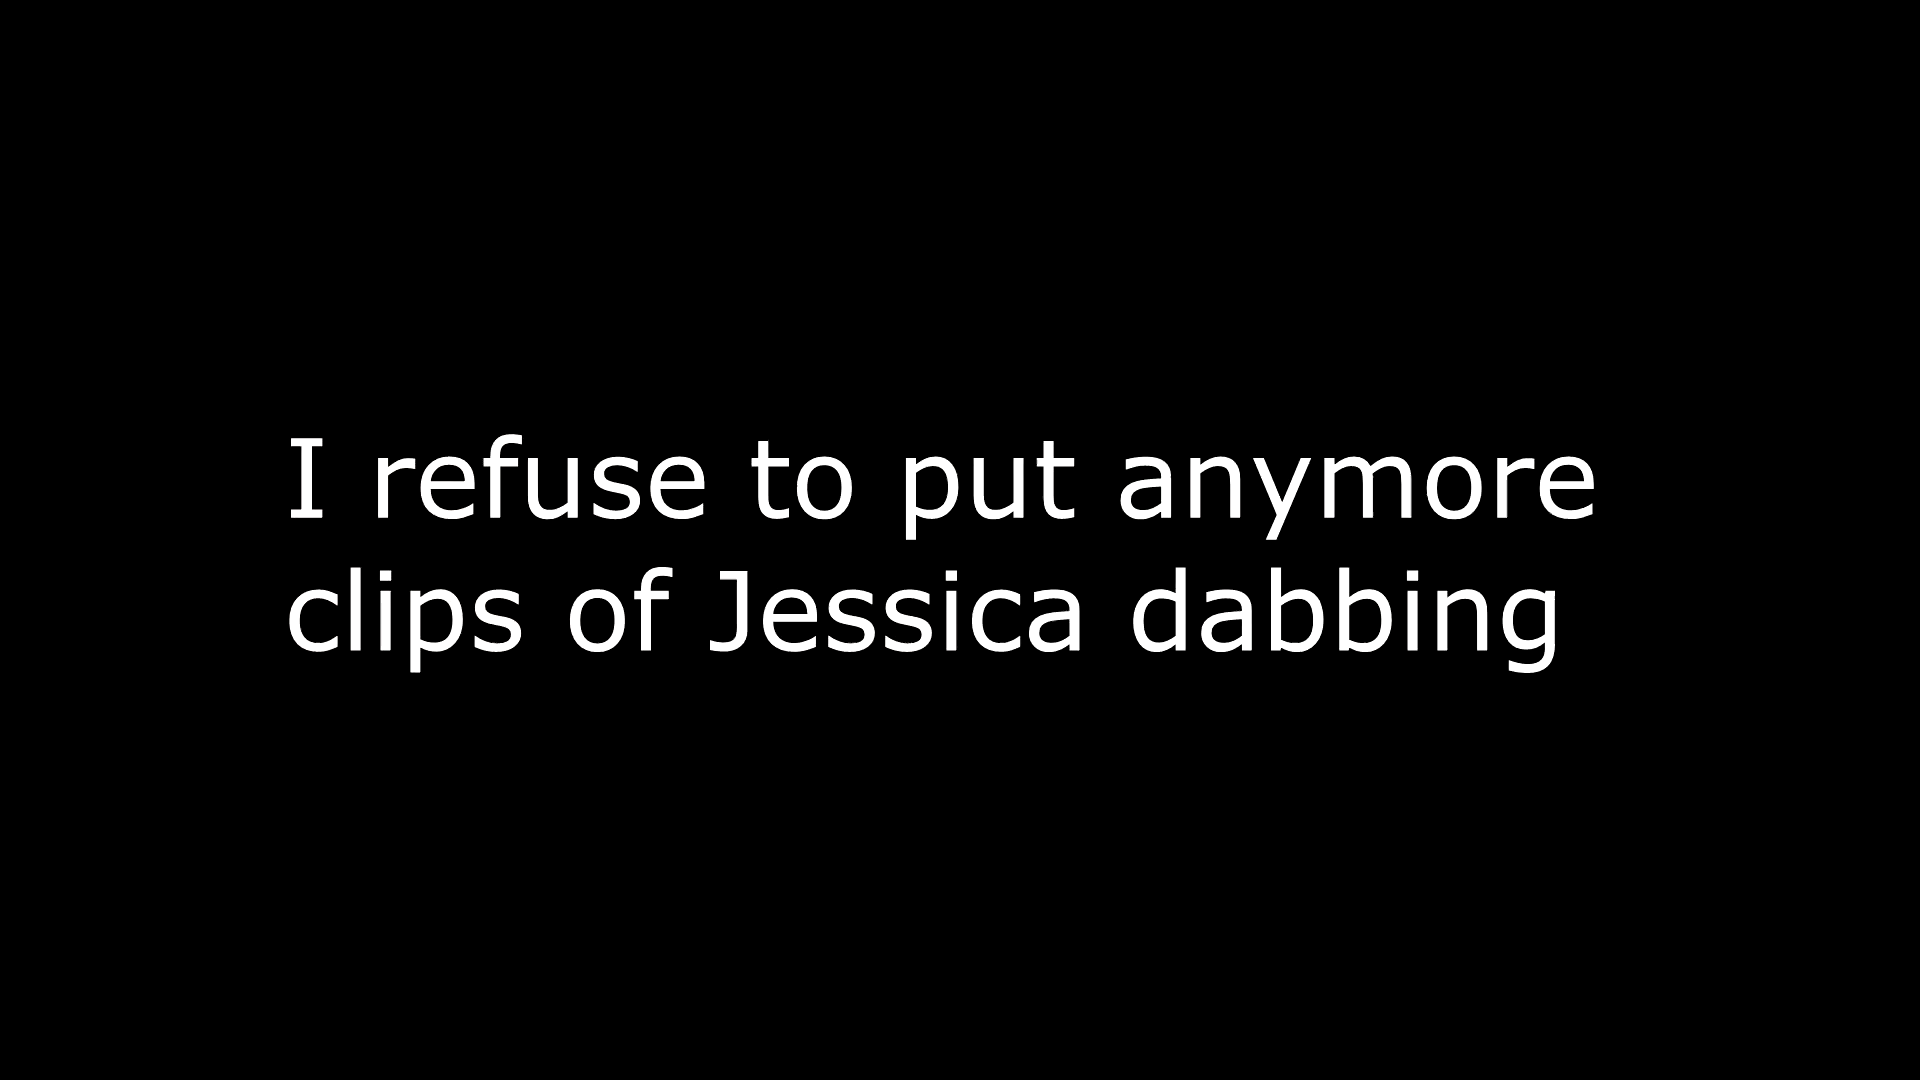 I refuse to put anymore
clips of Jessica dabbing